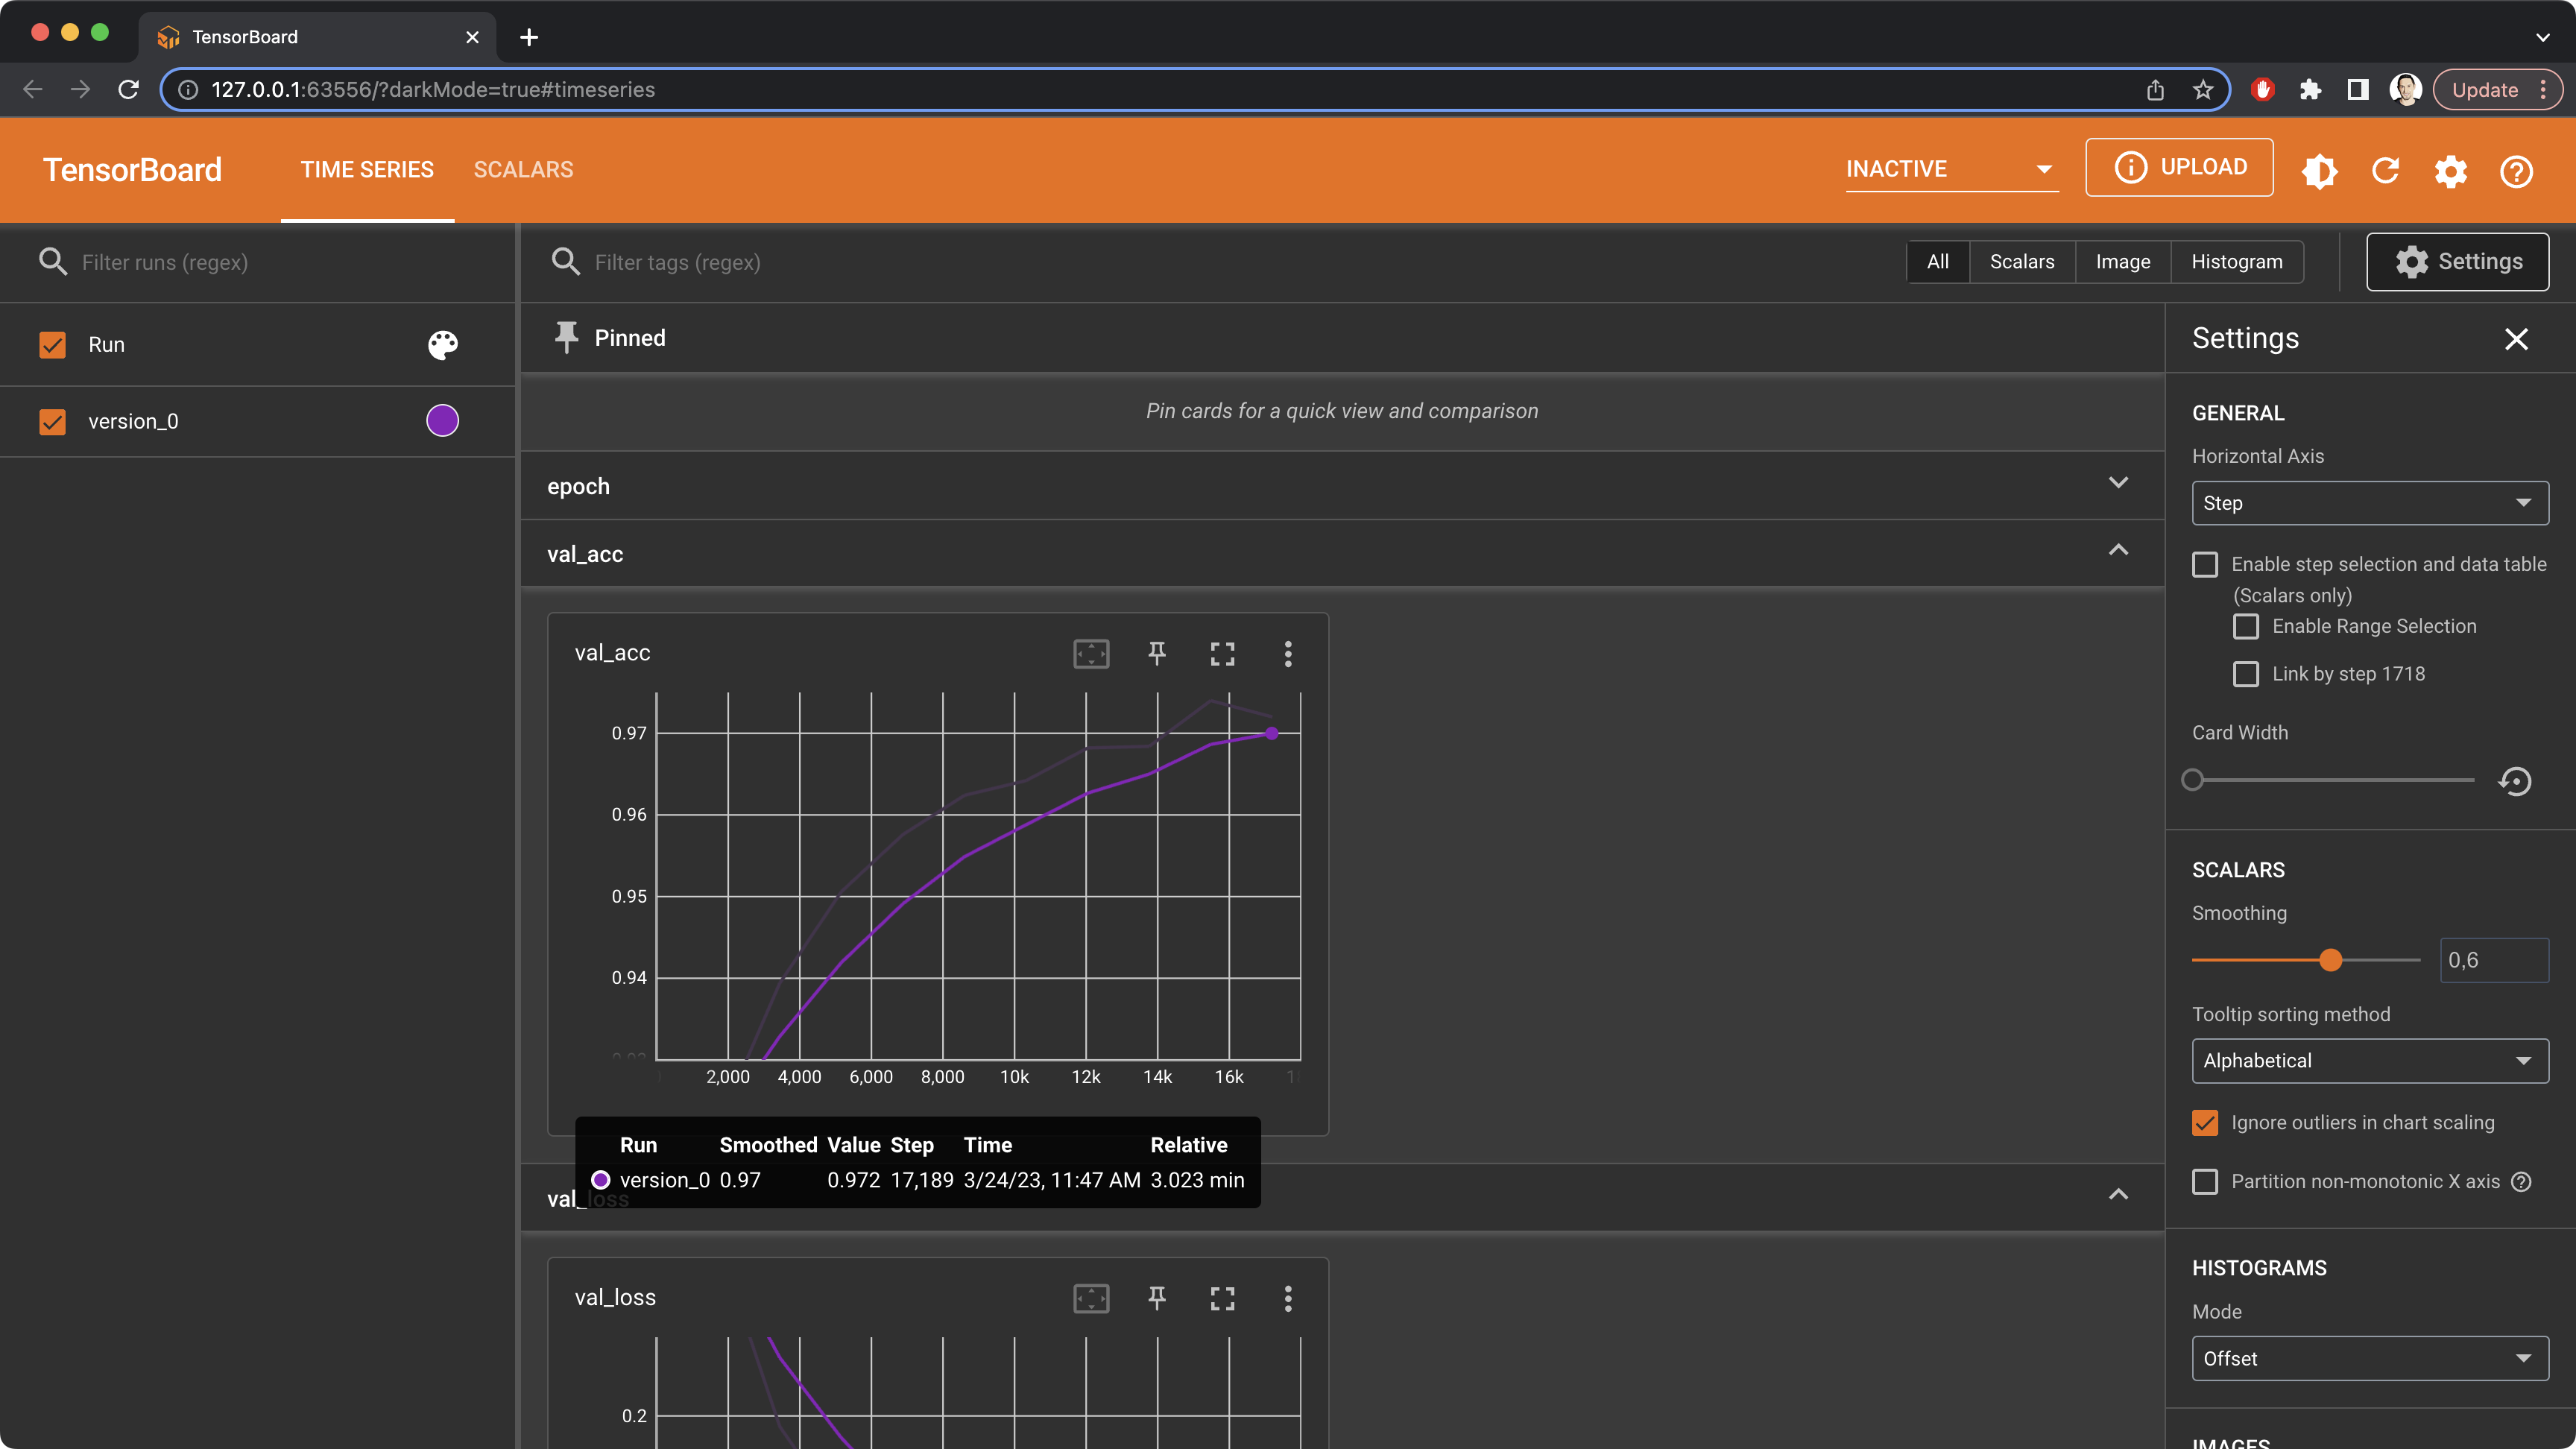 TensorBoard
127.0.0.1:63556/?darkMode=true#timeseries
Update
TensorBoard
TIME SERIES
SCALARS
INACTIVE
UPLOAD
Filter runs (regex)
Filter tags (regex)
All
Scalars
Image
Histogram
Settings
Run
version_0
Pinned
Pin cards for a quick view and comparison
epoch
val_acc
val_acc
0.97
0.96
0.95
0.94
2,000 4,000 6,000 8,000 10k 12k 14k 16k
Run Smoothed Value Step Time Relative
version_0 0.97 0.972 17,189 3/24/23, 11:47 AM 3.023 min
val_loss
val_loss
0.2
Settings
GENERAL
Horizontal Axis
Step
Enable step selection and data table
(Scalars only)
Enable Range Selection
Link by step 1718
Card Width
SCALARS
Smoothing
0,6
Tooltip sorting method
Alphabetical
Ignore outliers in chart scaling
Partition non-monotonic X axis
HISTOGRAMS
Mode
Offset
IMAGES